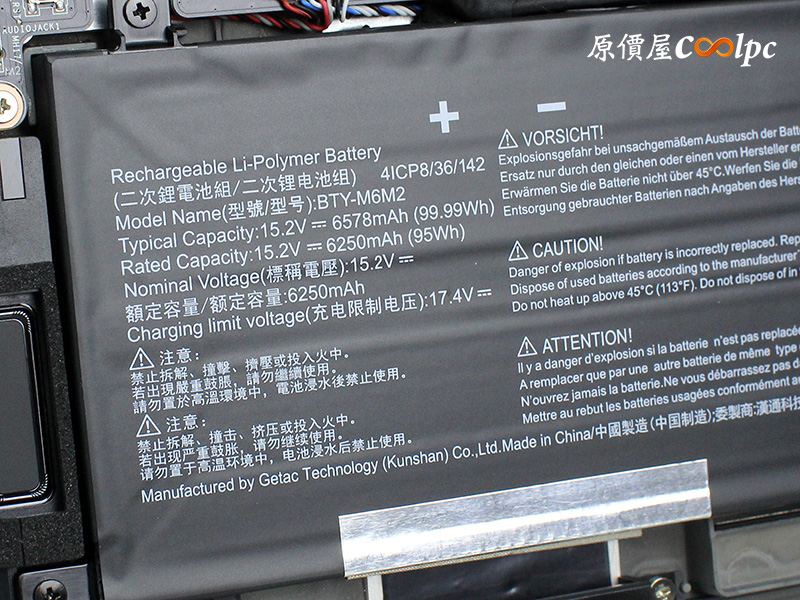 原價屋coolpc
AUDIOJACK1
Rechargeable Li-Polymer Battery
(二次鋰電池組/二次锂电池组) 4ICP8/36/142
Model Name(型號/型号):BTY-M6M2
Typical Capacity:15.2V ⎓ 6578mAh (99.99Wh)
Rated Capacity:15.2V ⎓ 6250mAh (95Wh)
Nominal Voltage(標稱電壓):15.2V ⎓
額定容量/额定容量:6250mAh
Charging limit voltage(充电限制电压):17.4V ⎓
⚠ 注意：
禁止拆解、撞擊、擠壓或投入火中。
若出現嚴重鼓脹，請勿繼續使用。
請勿置於高溫環境中，電池浸水後禁止使用。
⚠ 注意：
禁止拆解、撞击、挤压或投入火中。
若出现严重鼓胀，请勿继续使用。
请勿置于高温环境中，电池浸水后禁止使用。
Manufactured by Getac Technology (Kunshan) Co.,Ltd.Made in China/中國製造 (中国制造);委製商:漢通科技
+ −
⚠ VORSICHT!
Explosionsgefahr bei unsachgemäßem Austausch der Batte
Ersatz nur durch den gleichen oder einen vom Hersteller er
Erwärmen Sie die Batterie nicht über 45°C.Werfen Sie die
Entsorgung gebrauchter Batterien nach Angaben des Hers
⚠ CAUTION!
Danger of explosion if battery is incorrectly replaced. Rep
Dispose of used batteries according to the manufacturer'
Do not heat up above 45°C (113°F). Do not dispose of in
⚠ ATTENTION!
Il y a danger d'explosion si la batterie n'est pas replacée
A remplacer que par une autre batterie de même type
N'ouvrez jamais la batterie.Ne vous débarrassez pas d
Mettre au rebut les batteries usagées conformément a